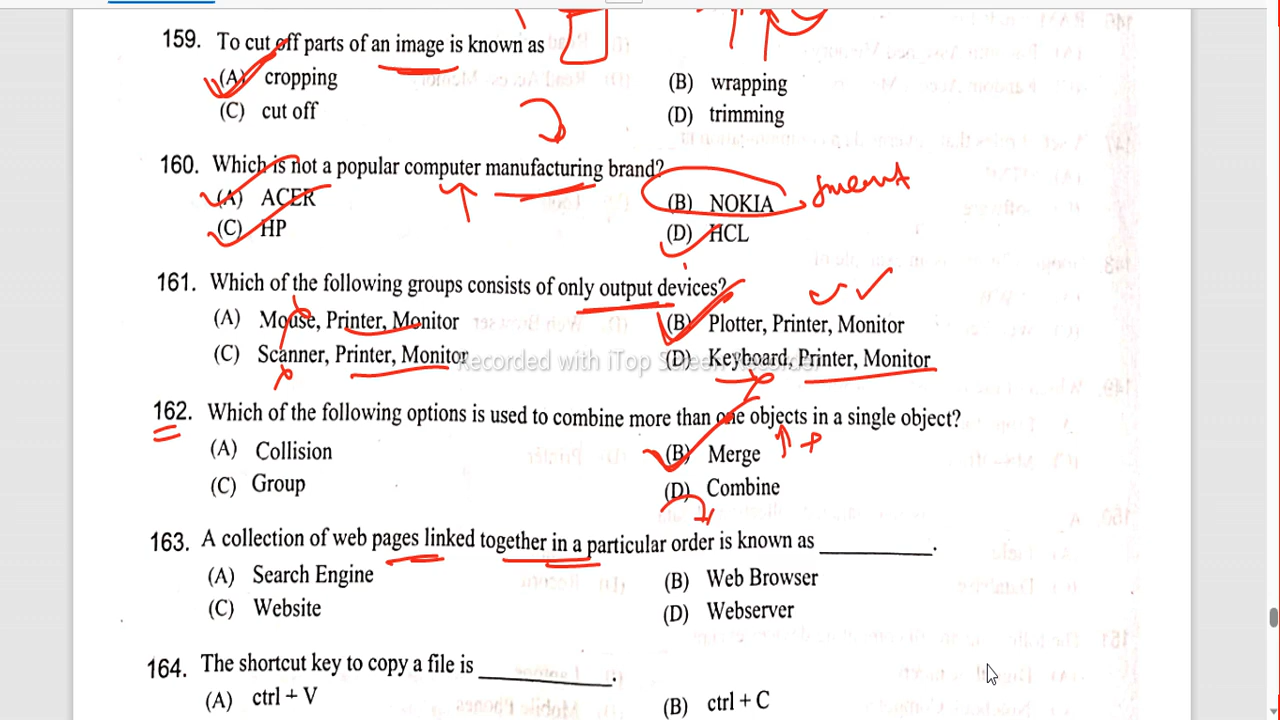 159. To cut off parts of an image is known as
(A) cropping (B) wrapping
(C) cut off (D) trimming
160. Which is not a popular computer manufacturing brand?
(A) ACER (B) NOKIA
(C) HP (D) HCL
161. Which of the following groups consists of only output devices?
(A) Mouse, Printer, Monitor (B) Plotter, Printer, Monitor
(C) Scanner, Printer, Monitor (D) Keyboard, Printer, Monitor
Recorded with iTop Screen Recorder
162. Which of the following options is used to combine more than one objects in a single object?
(A) Collision (B) Merge
(C) Group (D) Combine
163. A collection of web pages linked together in a particular order is known as __________.
(A) Search Engine (B) Web Browser
(C) Website (D) Webserver
164. The shortcut key to copy a file is ____________.
(A) ctrl + V (B) ctrl + C